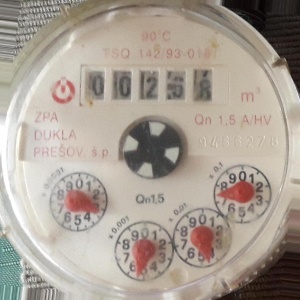 90°C
TSQ 142/93-018
00258 m³
ZPA
DUKLA
PREŠOV, š.p.
Qn 1,5 A/HV
Qn1,5
x 0,0001
x 0,001
x 0,01
x 0,1